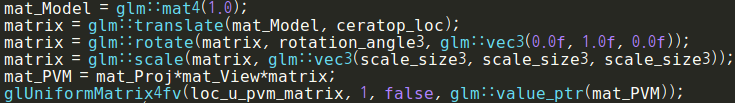 mat_Model = glm::mat4(1.0);
matrix = glm::translate(mat_Model, ceratop_loc);
matrix = glm::rotate(matrix, rotation_angle3, glm::vec3(0.0f, 1.0f, 0.0f));
matrix = glm::scale(matrix, glm::vec3(scale_size3, scale_size3, scale_size3));
mat_PVM = mat_Proj*mat_View*matrix;
glUniformMatrix4fv(loc_u_pvm_matrix, 1, false, glm::value_ptr(mat_PVM));